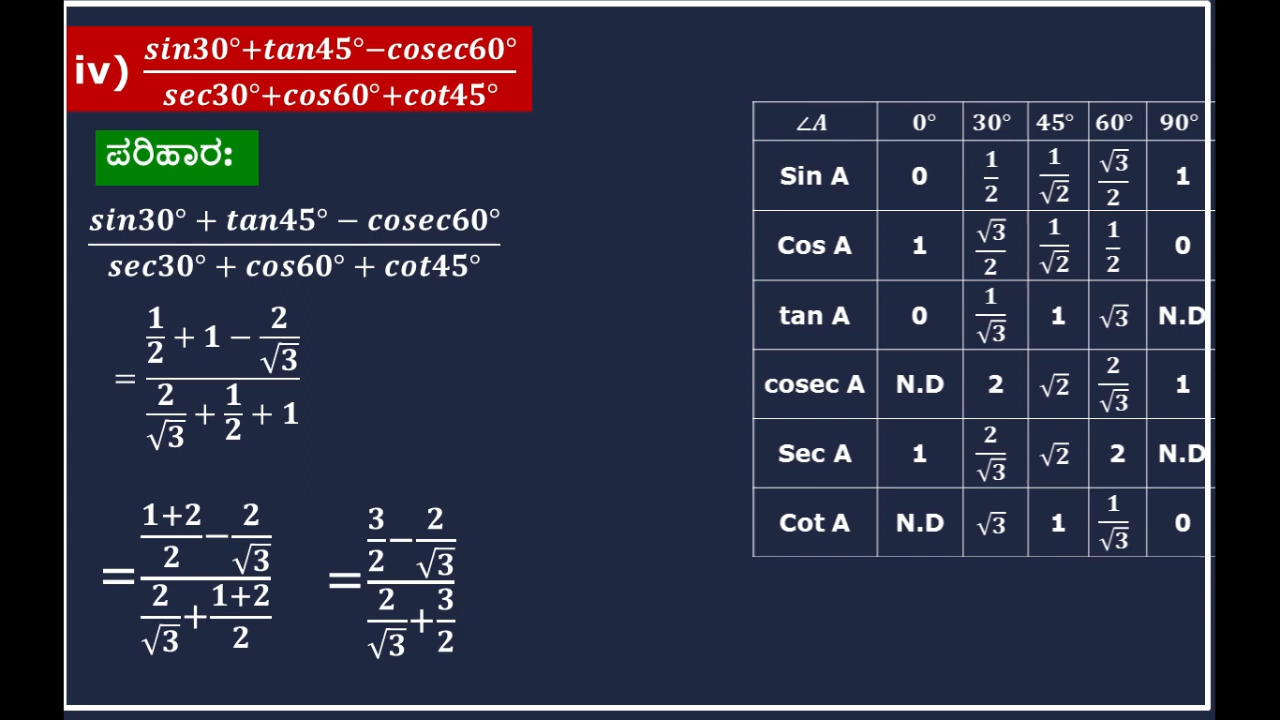 iv) (sin30°+tan45°−cosec60°)/(sec30°+cos60°+cot45°)
ಪರಿಹಾರ:
(sin30° + tan45° − cosec60°)/(sec30° + cos60° + cot45°)
= (1/2 + 1 − 2/√3)/(2/√3 + 1/2 + 1)
= ((1+2)/2 − 2/√3)/(2/√3 + (1+2)/2) = (3/2 − 2/√3)/(2/√3 + 3/2)
∠A 0° 30° 45° 60° 90°
Sin A 0 1/2 1/√2 √3/2 1
Cos A 1 √3/2 1/√2 1/2 0
tan A 0 1/√3 1 √3 N.D
cosec A N.D 2 √2 2/√3 1
Sec A 1 2/√3 √2 2 N.D
Cot A N.D √3 1 1/√3 0